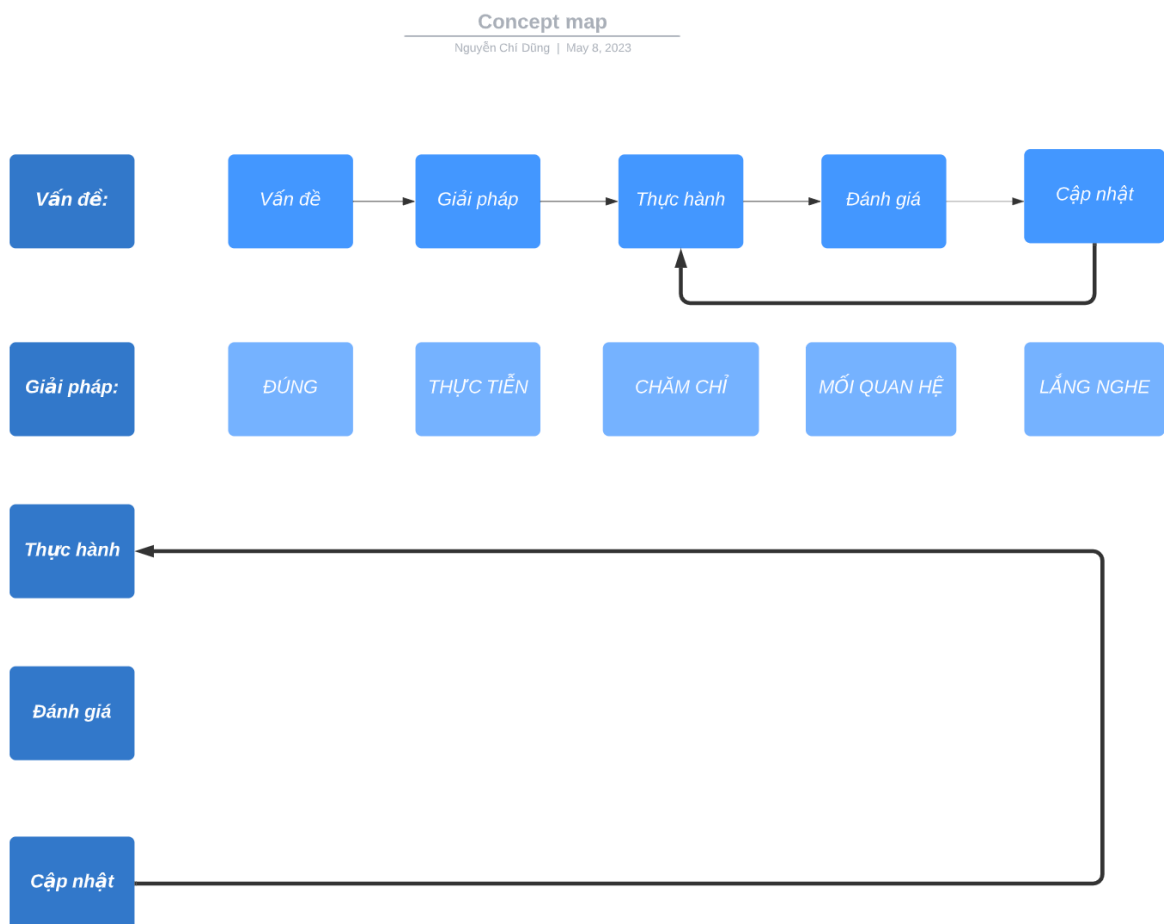 Concept map
Nguyễn Chí Dũng | May 8, 2023
Vấn đề: Vấn đề Giải pháp Thực hành Đánh giá Cập nhật
Giải pháp: ĐÚNG THỰC TIỄN CHĂM CHỈ MỐI QUAN HỆ LẮNG NGHE
Thực hành
Đánh giá
Cập nhật